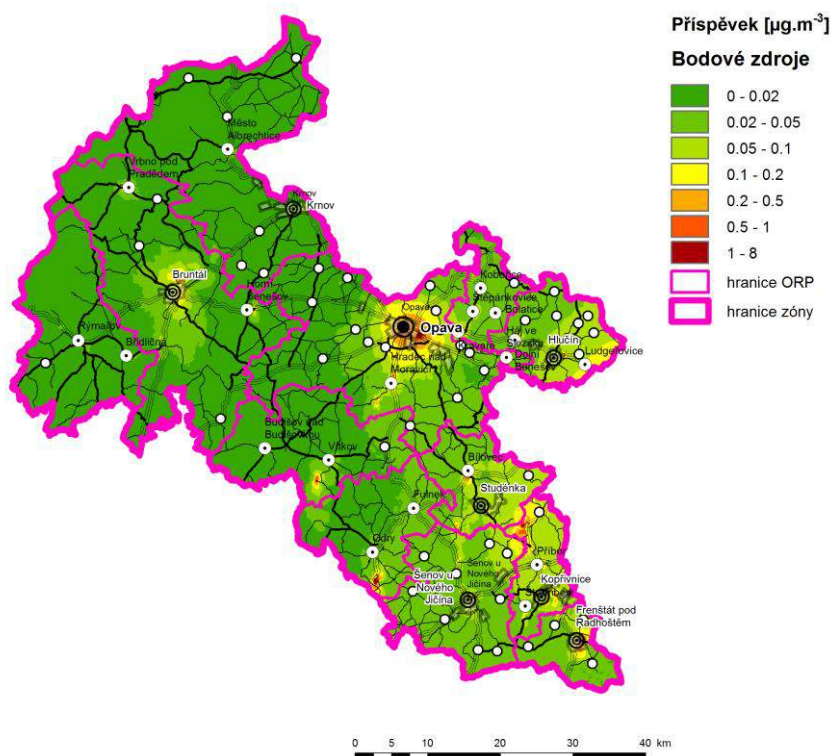 Příspěvek [µg.m-3]
Bodové zdroje
0 - 0.02
0.02 - 0.05
0.05 - 0.1
0.1 - 0.2
0.2 - 0.5
0.5 - 1
1 - 8
hranice ORP
hranice zóny
Město
Albrechtice
Vrbno pod
Pradědem
Krnov
Krnov
Bruntál
Horní
Benešov
Rýmařov
Břidličná
Opava
Opava
Kobeřice
Štěpánkovice
Bolatice
Kravaře
Háj ve
Slezsku
Dolní
Benešov
Hlučín
Ludgeřovice
Hradec nad
Moravicí
Budišov nad
Budišovkou
Vítkov
Bílovec
Studénka
Fulnek
Odry
Příbor
Šenov u
Nového
Jičína
Šenov u
Nového
Jičína
Kopřivnice
Frenštát pod
Radhoštěm
0 5 10 20 30 40 km